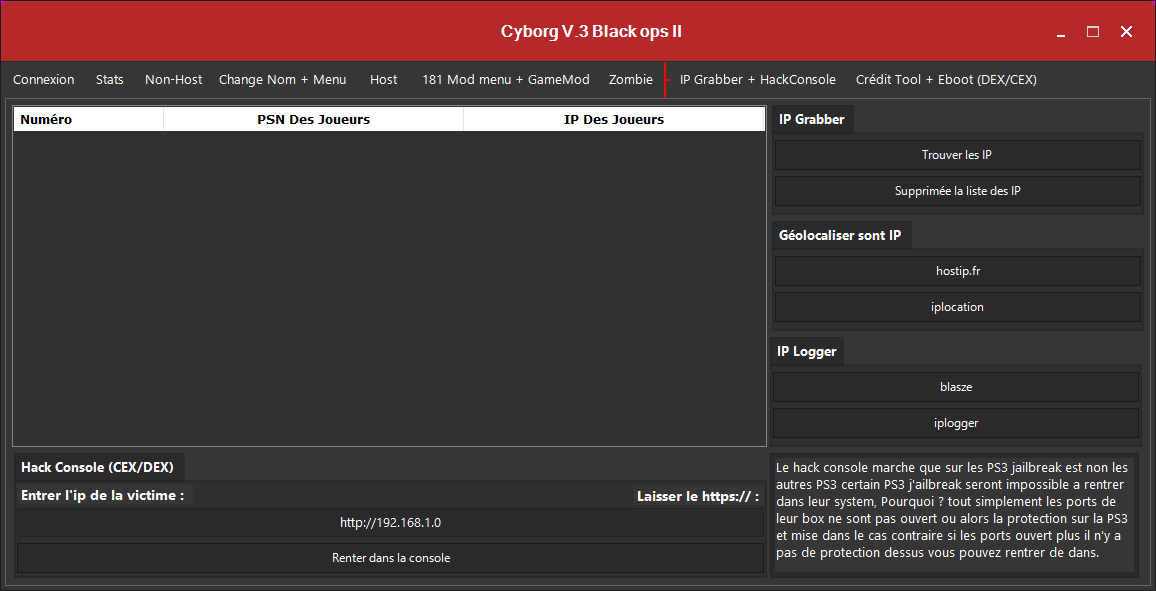 Cyborg V.3 Black ops II
Connexion Stats Non-Host Change Nom + Menu Host 181 Mod menu + GameMod Zombie IP Grabber + HackConsole Crédit Tool + Eboot (DEX/CEX)
Numéro PSN Des Joueurs IP Des Joueurs
IP Grabber
Trouver les IP
Supprimée la liste des IP
Géolocaliser sont IP
hostip.fr
iplocation
IP Logger
blasze
iplogger
Hack Console (CEX/DEX)
Entrer l'ip de la victime : Laisser le https:// :
http://192.168.1.0
Renter dans la console
Le hack console marche que sur les PS3 jailbreak est non les
autres PS3 certain PS3 j'ailbreak seront impossible a rentrer
dans leur system, Pourquoi ? tout simplement les ports de
leur box ne sont pas ouvert ou alors la protection sur la PS3
et mise dans le cas contraire si les ports ouvert plus il n'y a
pas de protection dessus vous pouvez rentrer de dans.